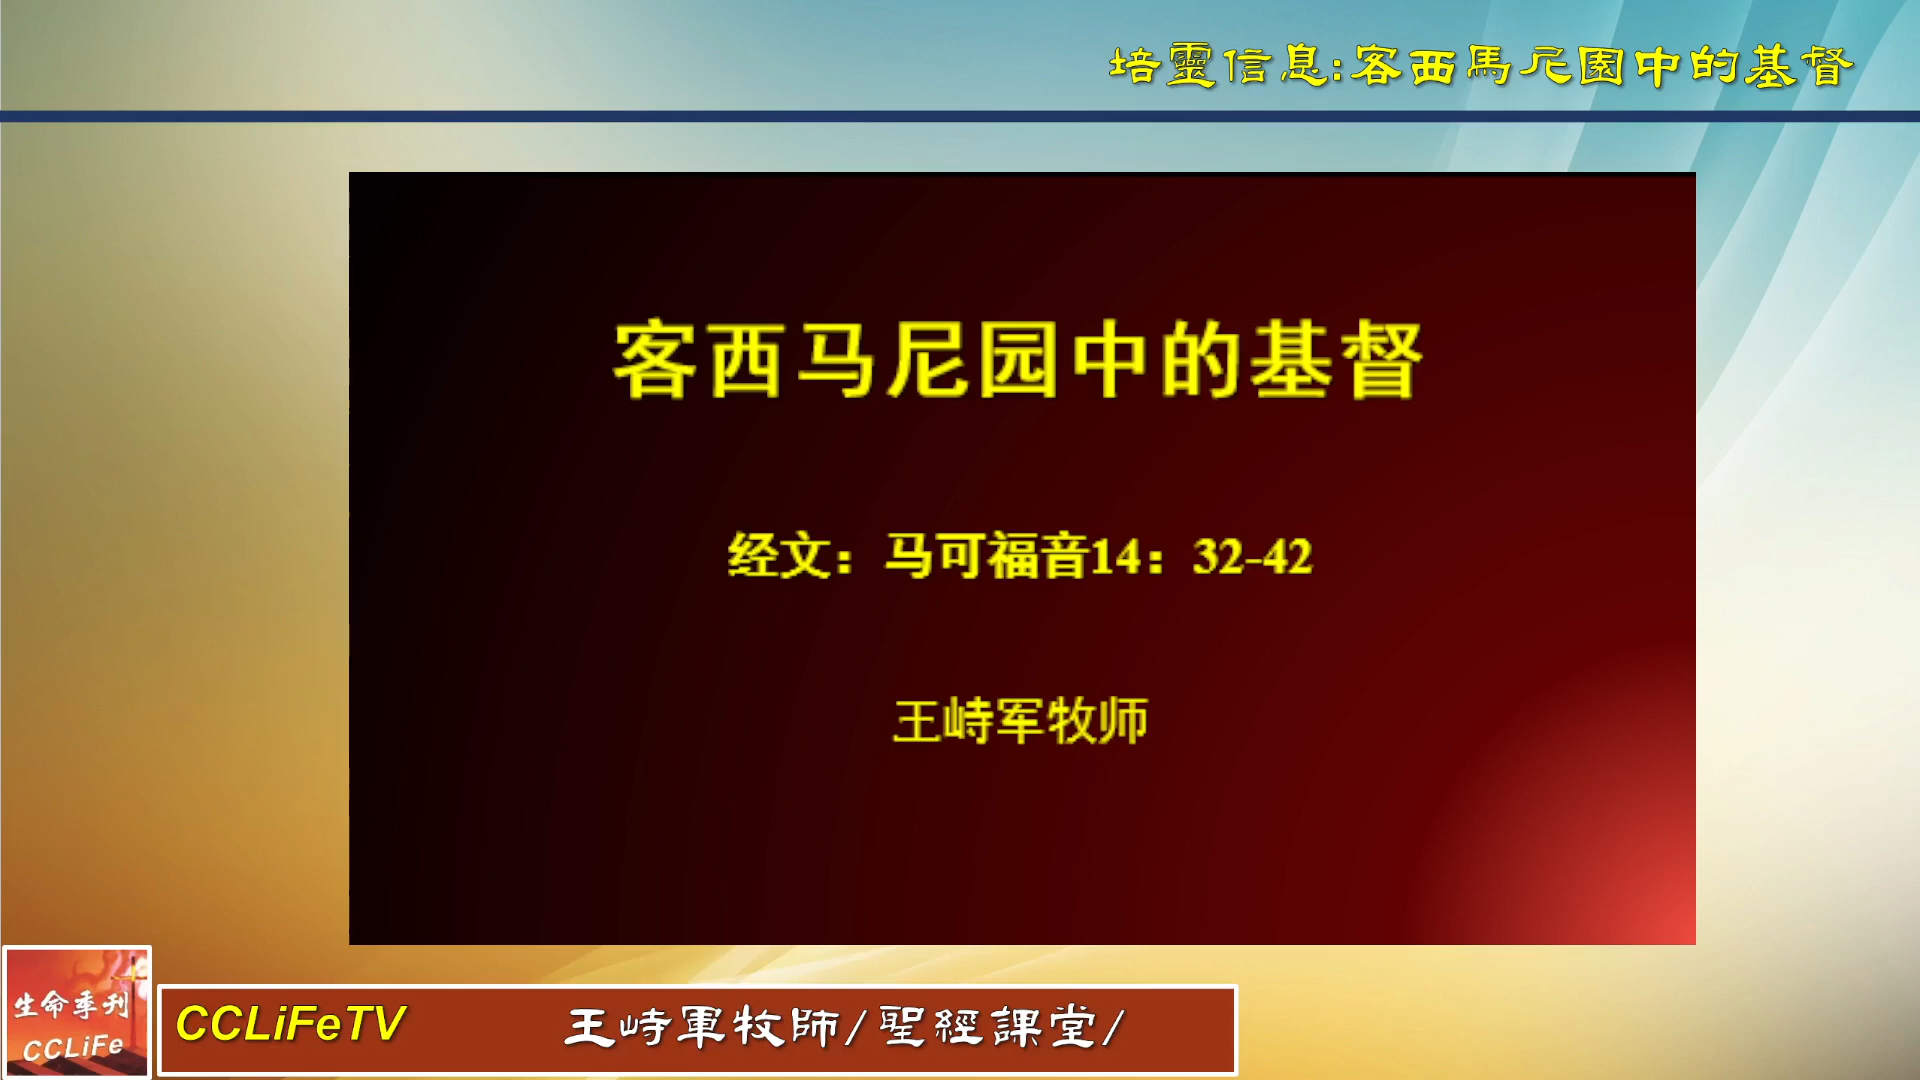 培靈信息:客西馬尼園中的基督
客西马尼园中的基督
经文：马可福音14：32-42
王峙军牧师
生命季刊
CCLiFe
CCLiFeTV 王峙軍牧師/聖經課堂/